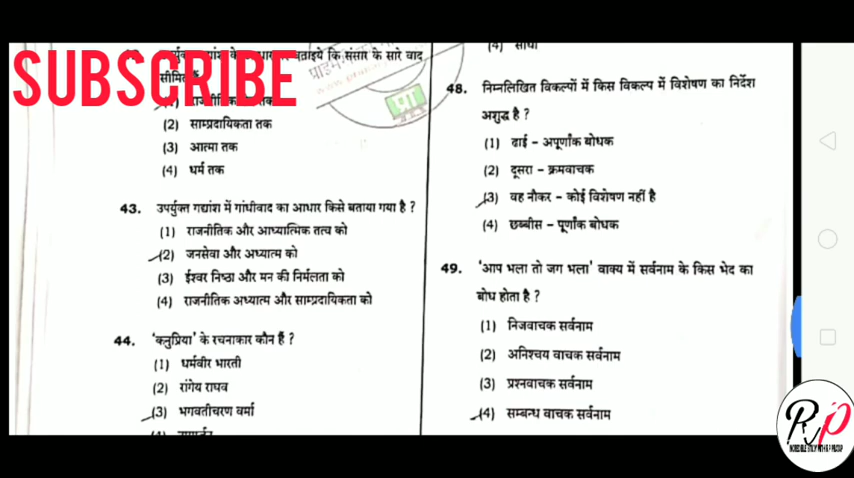 SUBSCRIBE
बताइये कि संसार के सारे वाद
(2) साम्प्रदायिकता तक
(3) आत्मा तक
(4) धर्म तक
43. उपर्युक्त गद्यांश में गांधीवाद का आधार किसे बताया गया है ?
(1) राजनीतिक और आध्यात्मिक तत्व को
(2) जनसेवा और अध्यात्म को
(3) ईश्वर निष्ठा और मन की निर्मलता को
(4) राजनीतिक अध्यात्म और साम्प्रदायिकता को
44. 'कनुप्रिया' के रचनाकार कौन हैं ?
(1) धर्मवीर भारती
(2) रांगेय राघव
(3) भगवतीचरण वर्मा
48. निम्नलिखित विकल्पों में किस विकल्प में विशेषण का निर्देश
अशुद्ध है ?
(1) ढाई - अपूर्णांक बोधक
(2) दूसरा - क्रमवाचक
(3) वह नौकर - कोई विशेषण नहीं है
(4) छब्बीस - पूर्णांक बोधक
49. 'आप भला तो जग भला' वाक्य में सर्वनाम के किस भेद का
बोध होता है ?
(1) निजवाचक सर्वनाम
(2) अनिश्चय वाचक सर्वनाम
(3) प्रश्नवाचक सर्वनाम
(4) सम्बन्ध वाचक सर्वनाम
RP